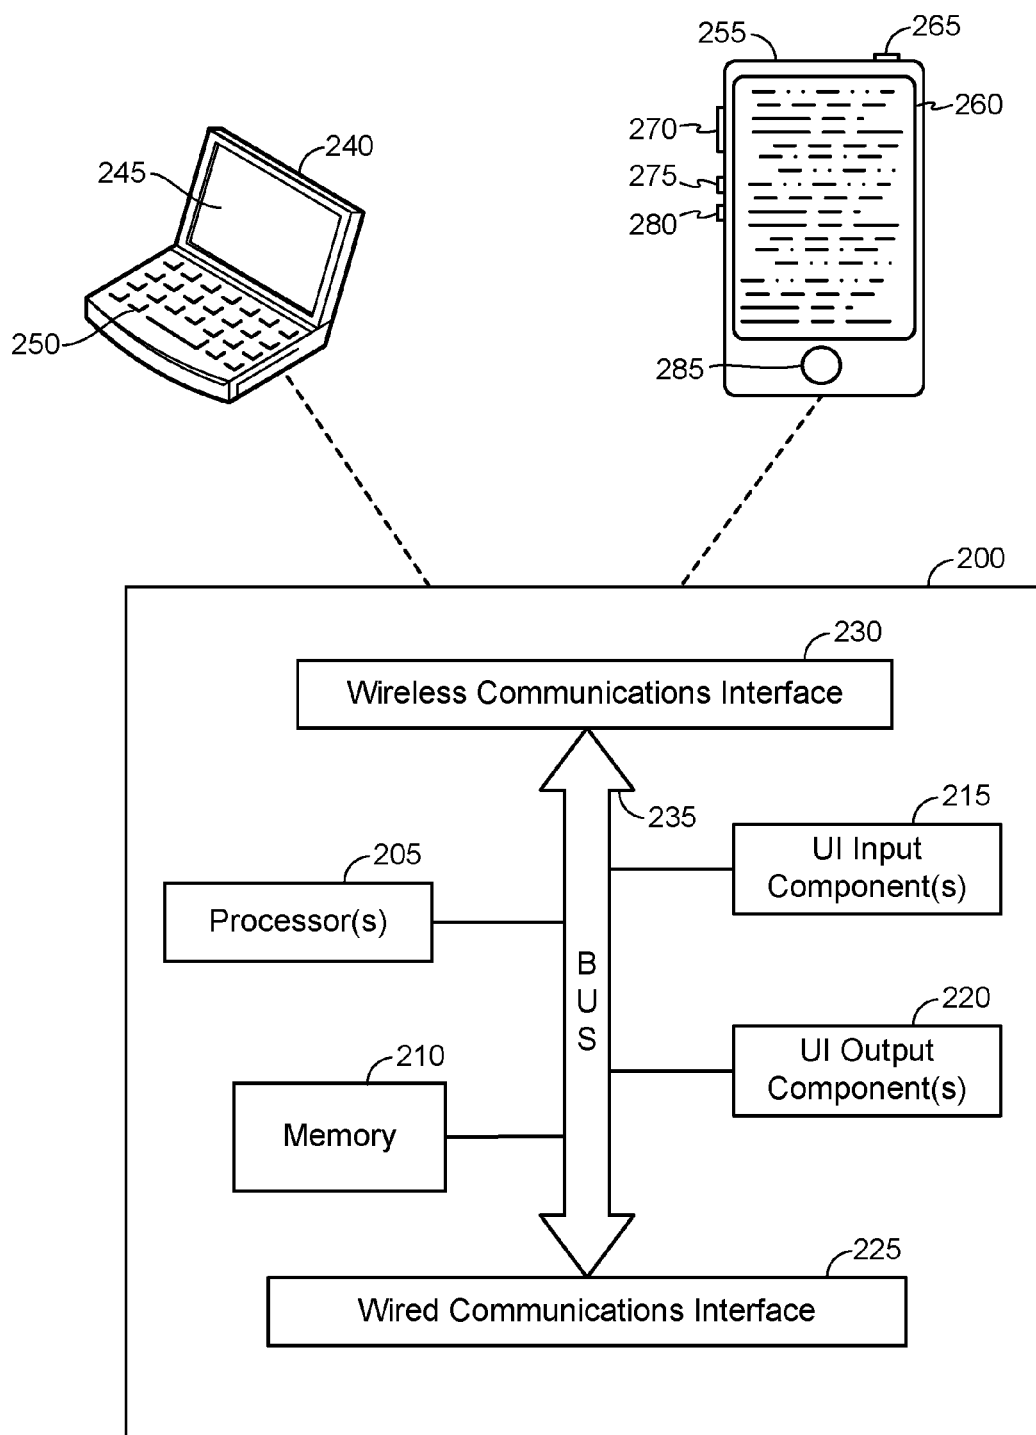 265
255
260
270
240
245
275
280
250
285
200
230
Wireless Communications Interface
235
215
UI Input
Component(s)
205
Processor(s)
BUS
220
UI Output
Component(s)
210
Memory
225
Wired Communications Interface